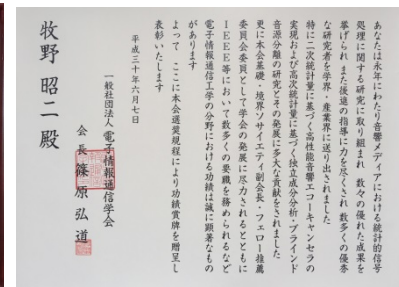 あなたは永年にわたり音響メディアにおける統計的信号
処理に関する研究に取り組まれ 数々の優れた成果を
挙げられ また後進の指導に力を尽くされ 数多くの優秀
な研究者を学界・産業界に送り出されました
特に二次統計量に基づく高性能音響エコーキャンセラの
実現および高次統計量に基づく独立成分分析・ブラインド
音源分離の研究とその発展に多大な貢献をされました
更に本会基礎・境界ソサイエティ副会長・フェロー推薦
委員会委員として学会の発展に尽力されるとともに
IEEE等において数多くの要職を務められるなど
電子情報通信工学の分野における功績は誠に顕著なもの
があります
よって ここに本会選奨規程により功績賞牌を贈呈し
表彰いたします
平成三十年六月七日
一般社団法人 電子情報通信学会
会長 篠原弘道
牧野昭二殿